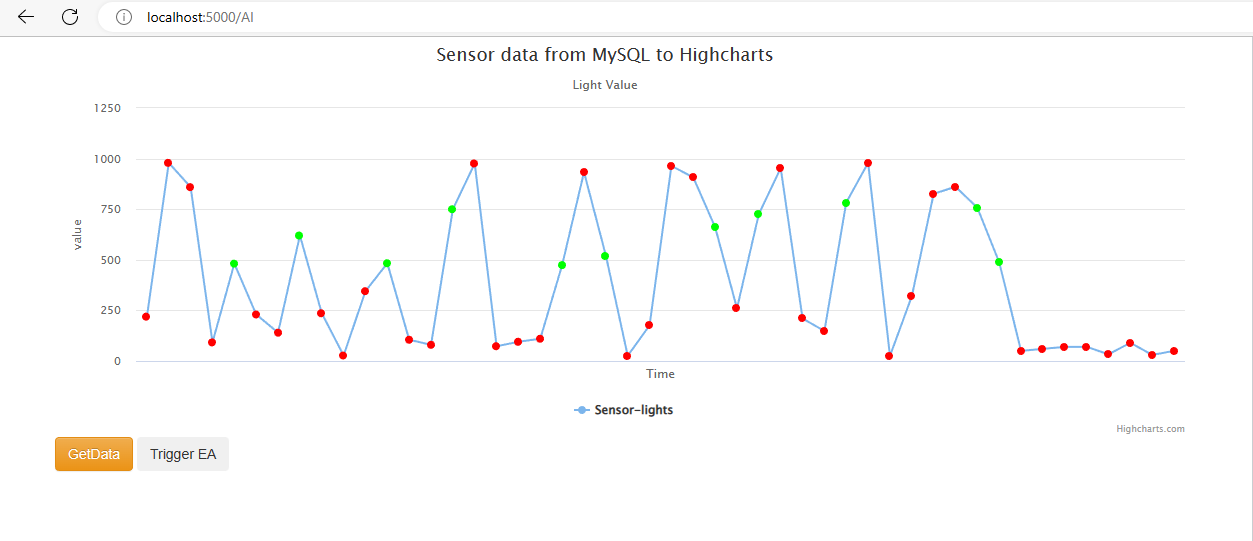 localhost:5000/AI
Sensor data from MySQL to Highcharts
Light Value
1250
1000
750
500
250
0
value
Time
Sensor-lights
Highcharts.com
GetData Trigger EA